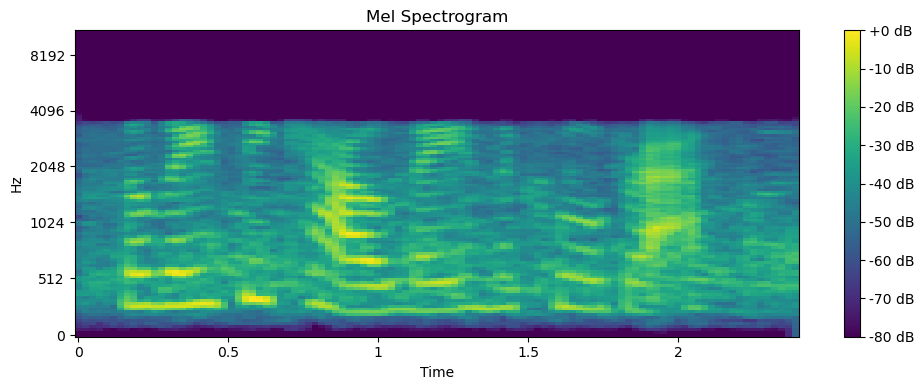 Mel Spectrogram
+0 dB
-10 dB
-20 dB
-30 dB
-40 dB
-50 dB
-60 dB
-70 dB
-80 dB
8192
4096
2048
1024
512
0
Hz
0 0.5 1 1.5 2
Time